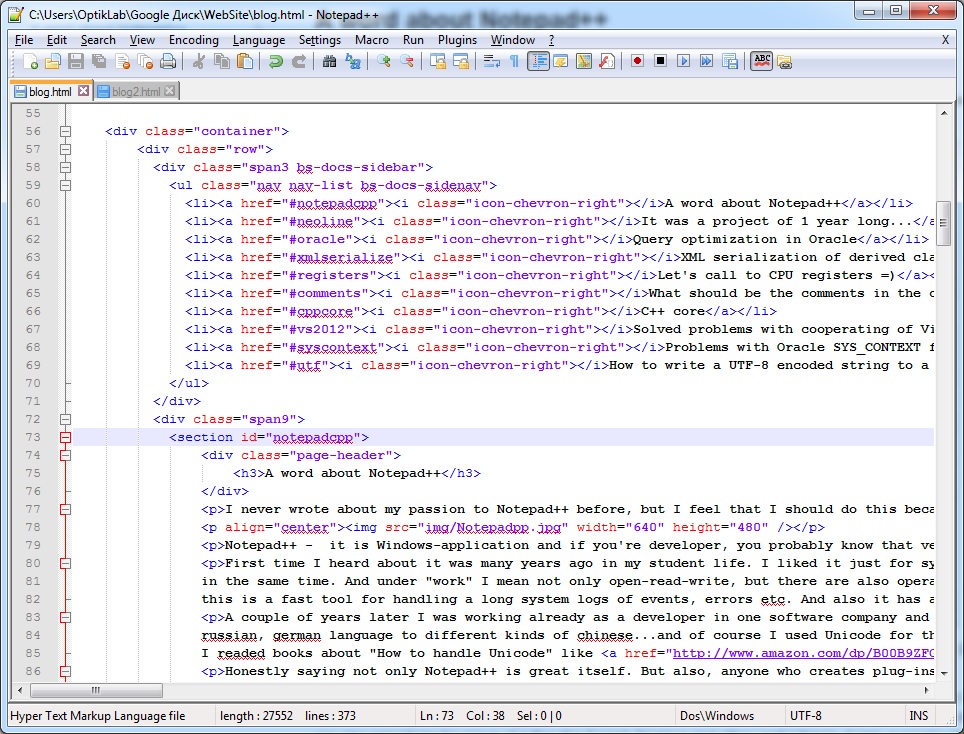 C:\Users\OptikLab\Google Диск\WebSite\blog.html - Notepad++
File Edit Search View Encoding Language Settings Macro Run Plugins Window ? X
ABC
blog.html blog2.html
55
56 <div class="container">
57 <div class="row">
58 <div class="span3 bs-docs-sidebar">
59 <ul class="nav nav-list bs-docs-sidenav">
60 <li><a href="#notepadcpp"><i class="icon-chevron-right"></i>A word about Notepad++</a></li>
61 <li><a href="#neoline"><i class="icon-chevron-right"></i>It was a project of 1 year long...</a
62 <li><a href="#oracle"><i class="icon-chevron-right"></i>Query optimization in Oracle</a></li>
63 <li><a href="#xmlserialize"><i class="icon-chevron-right"></i>XML serialization of derived cla
64 <li><a href="#registers"><i class="icon-chevron-right"></i>Let's call to CPU registers =)</a><
65 <li><a href="#comments"><i class="icon-chevron-right"></i>What should be the comments in the c
66 <li><a href="#cppcore"><i class="icon-chevron-right"></i>C++ core</a></li>
67 <li><a href="#vs2012"><i class="icon-chevron-right"></i>Solved problems with cooperating of Vi
68 <li><a href="#syscontext"><i class="icon-chevron-right"></i>Problems with Oracle SYS_CONTEXT f
69 <li><a href="#utf"><i class="icon-chevron-right"></i>How to write a UTF-8 encoded string to a
70 </ul>
71 </div>
72 <div class="span9">
73 <section id="notepadcpp">
74 <div class="page-header">
75 <h3>A word about Notepad++</h3>
76 </div>
77 <p>I never wrote about my passion to Notepad++ before, but I feel that I should do this beca
78 <p align="center"><img src="img/Notepadpp.jpg" width="640" height="480" /></p>
79 <p>Notepad++ -  it is Windows-application and if you're developer, you probably know that ve
80 <p>First time I heard about it was many years ago in my student life. I liked it just for sy
81 in the same time. And under "work" I mean not only open-read-write, but there are also opera
82 this is a fast tool for handling a long system logs of events, errors etc. And also it has a
83 <p>A couple of years later I was working already as a developer in one software company and
84 russian, german language to different kinds of chinese...and of course I used Unicode for th
85 I readed books about "How to handle Unicode" like <a href="http://www.amazon.com/dp/B00B9ZFC
86 <p>Honestly saying not only Notepad++ is great itself. But also, anyone who creates plug-ins
Hyper Text Markup Language file length : 27552 lines : 373 Ln : 73 Col : 38 Sel : 0 | 0 Dos\Windows UTF-8 INS